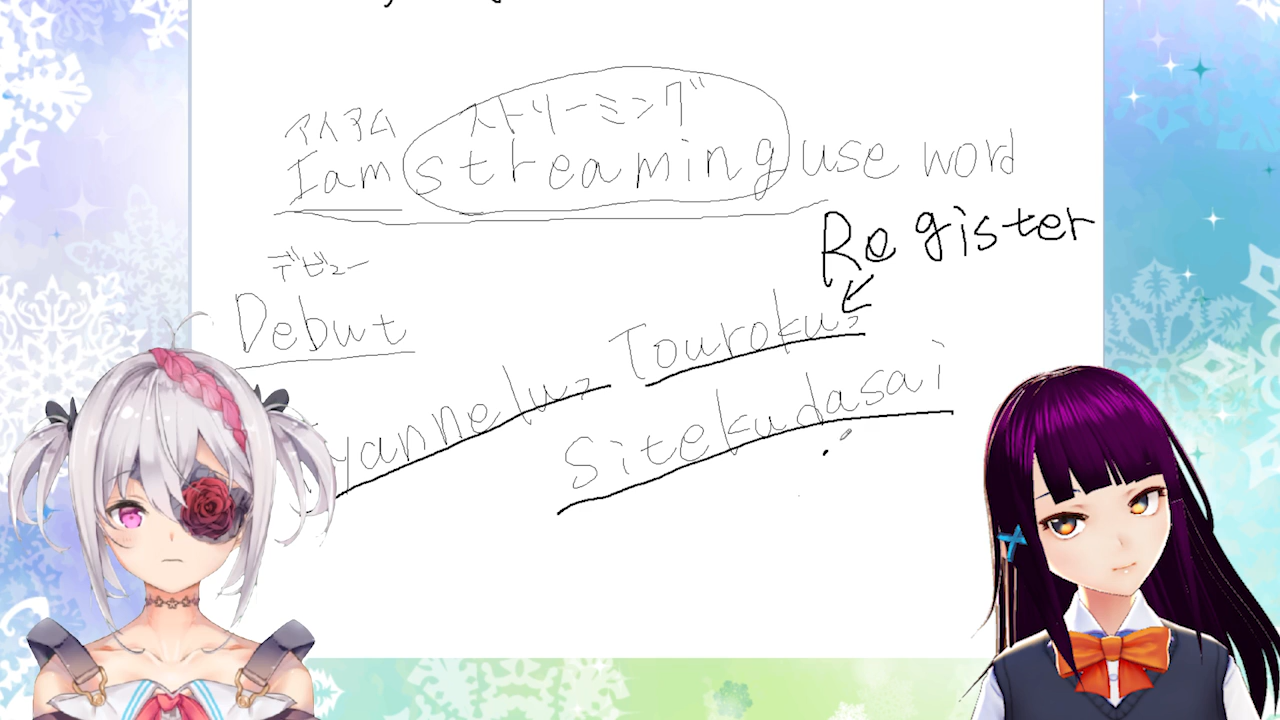 アイアム ストリーミング
I am streaming use word
Register
デビュー
Debut
yannelu Touroku
Sitekudasai